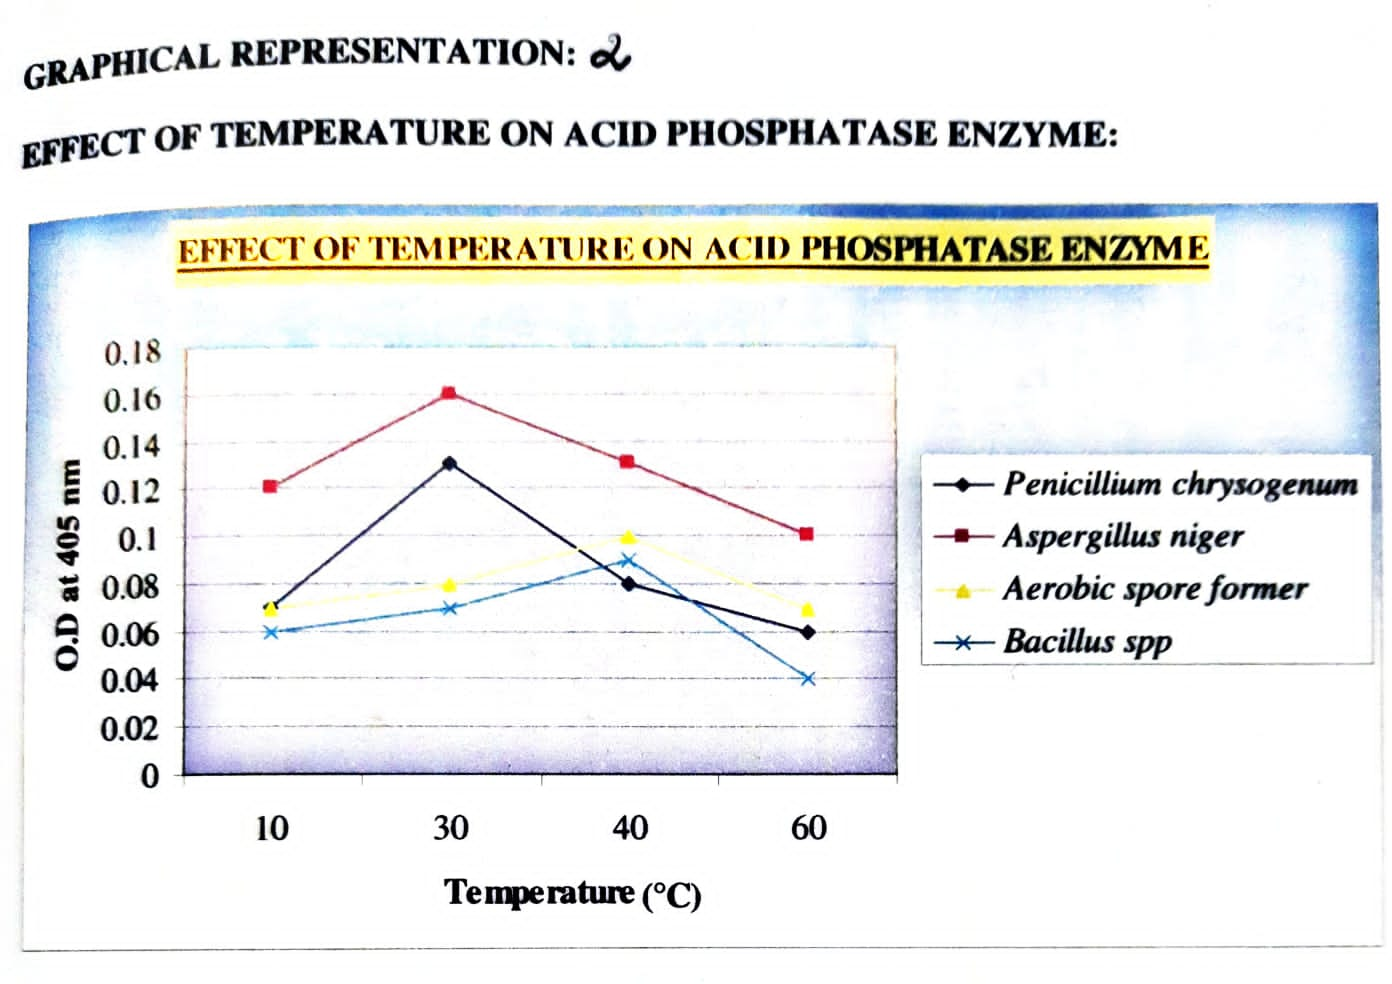 GRAPHICAL REPRESENTATION: 2
EFFECT OF TEMPERATURE ON ACID PHOSPHATASE ENZYME:
EFFECT OF TEMPERATURE ON ACID PHOSPHATASE ENZYME
0.18
0.16
0.14
0.12
0.1
0.08
0.06
0.04
0.02
0
O.D at 405 nm
10 30 40 60
Temperature (°C)
Penicillium chrysogenum
Aspergillus niger
Aerobic spore former
Bacillus spp